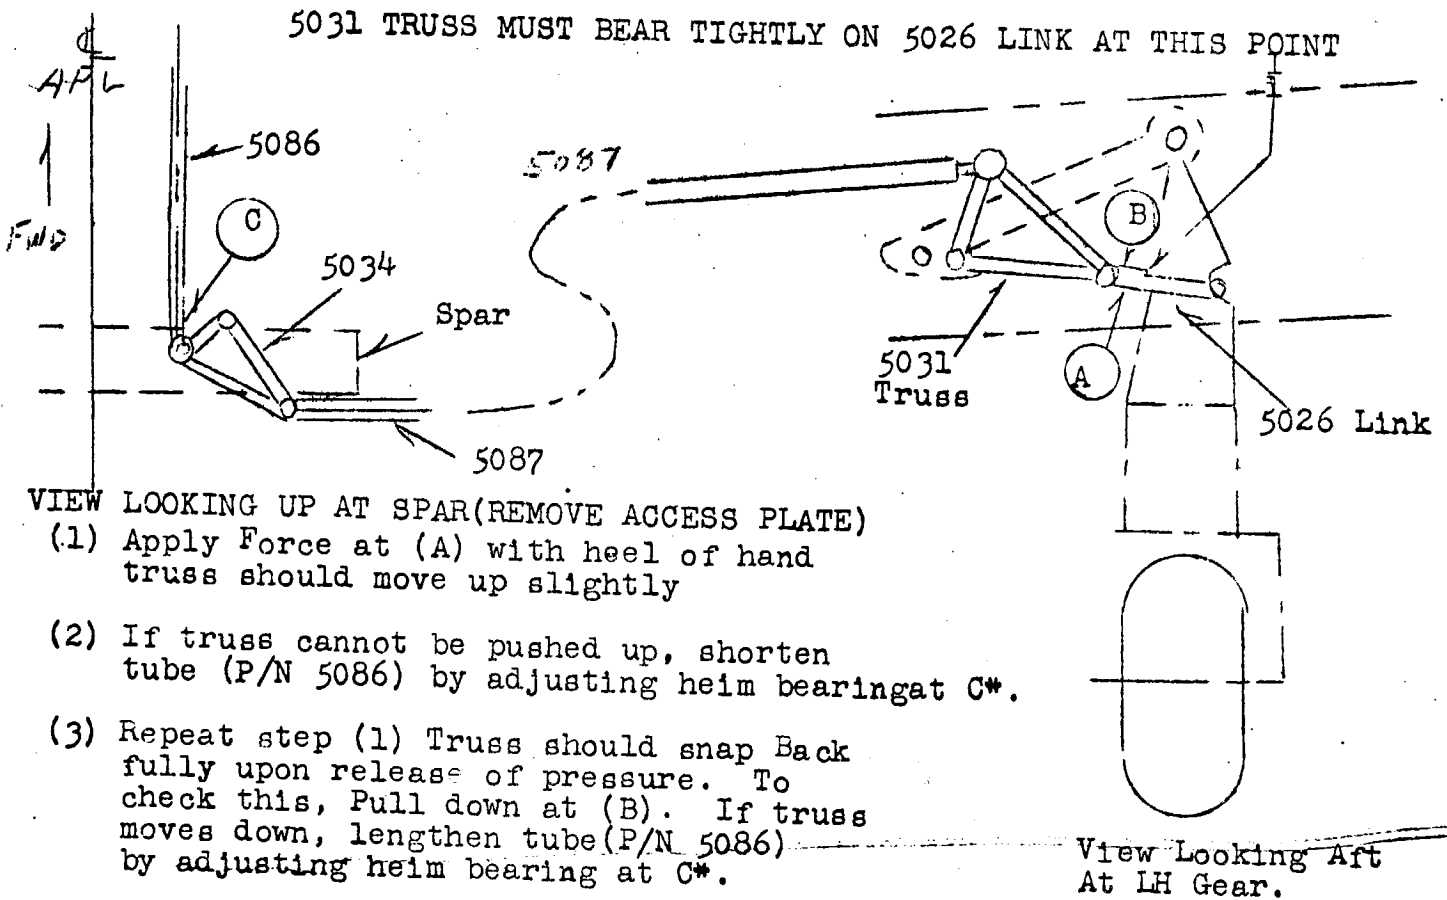 5031 TRUSS MUST BEAR TIGHTLY ON 5026 LINK AT THIS POINT
℄
APL
5086
5087
C
B
FWD
5034
Spar
5031
Truss
A
5026 Link
5087
VIEW LOOKING UP AT SPAR(REMOVE ACCESS PLATE)
(1) Apply Force at (A) with heel of hand
truss should move up slightly
(2) If truss cannot be pushed up, shorten
tube (P/N 5086) by adjusting heim bearingat C*.
(3) Repeat step (1) Truss should snap Back
fully upon release of pressure. To
check this, Pull down at (B). If truss
moves down, lengthen tube(P/N 5086)
by adjusting heim bearing at C*.
View Looking Aft
At LH Gear.